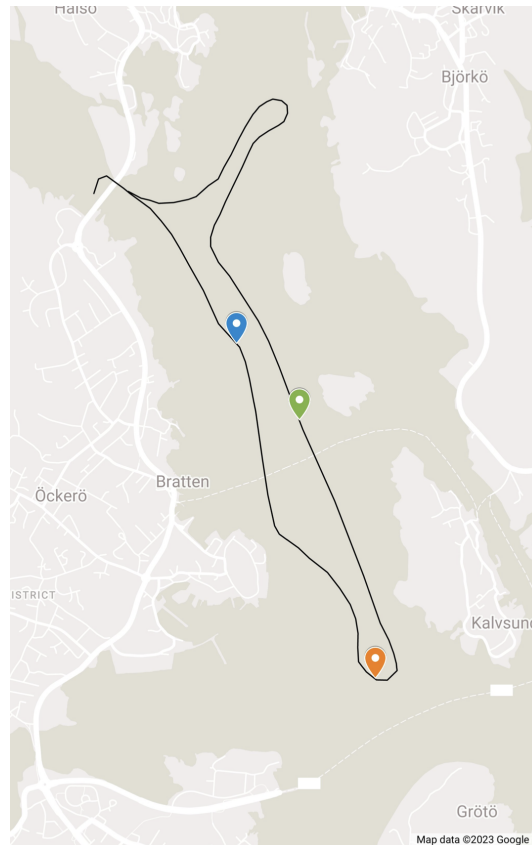 Hälsö
Skarvik
Björkö
Bratten
Öckerö
ISTRICT
Kalvsund
Grötö
Map data ©2023 Google